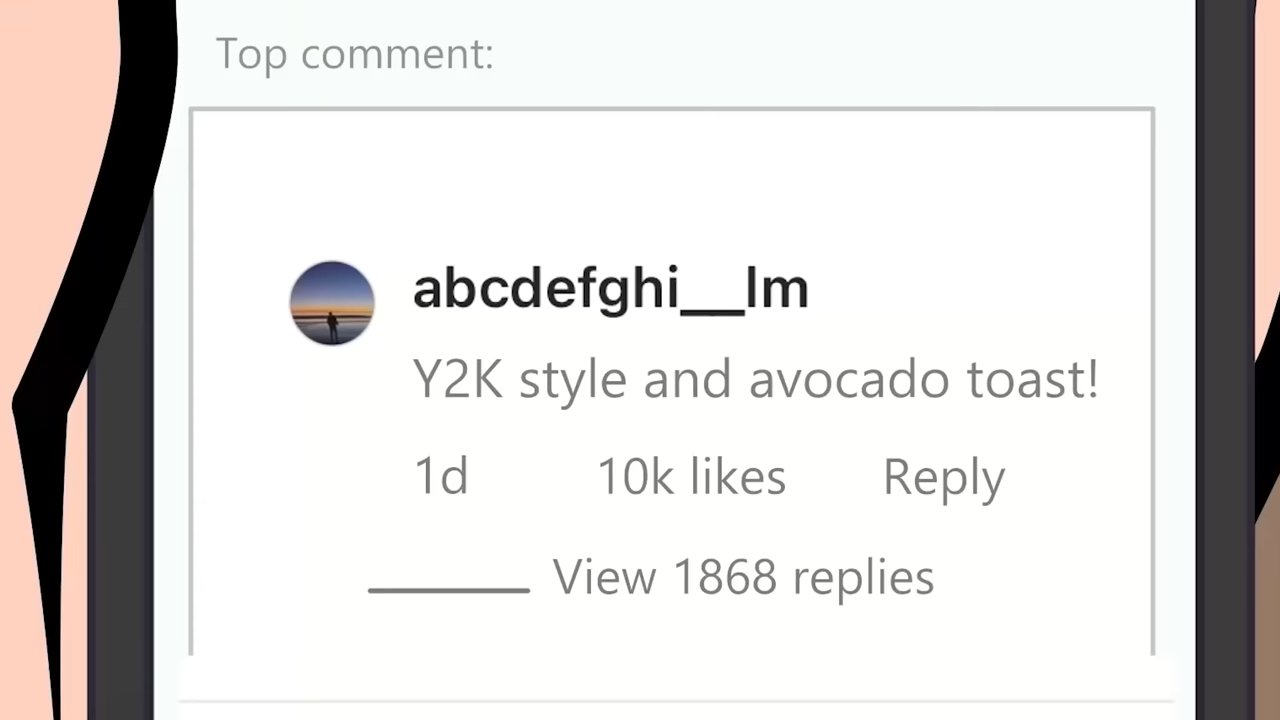 Top comment:
abcdefghi__lm
Y2K style and avocado toast!
1d 10k likes Reply
View 1868 replies